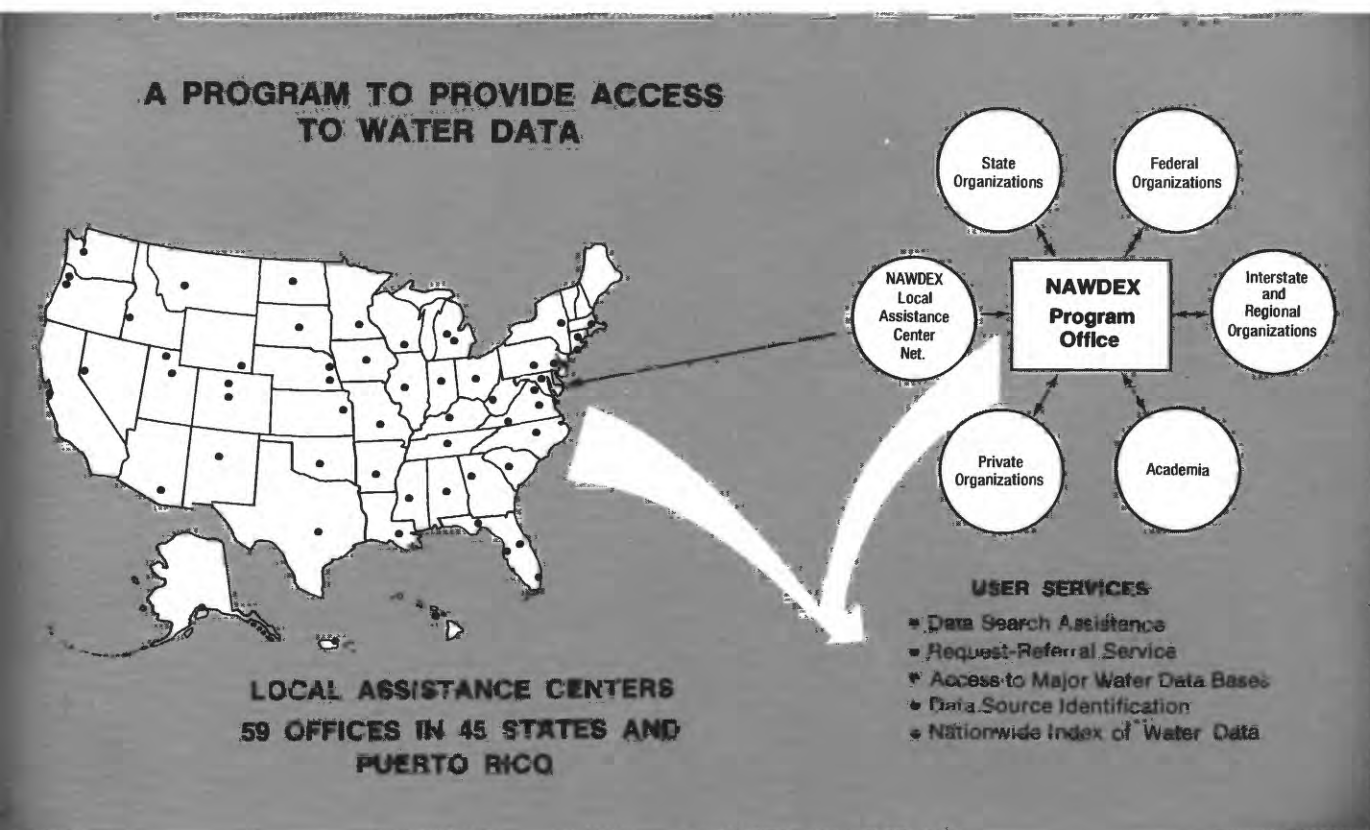 A PROGRAM TO PROVIDE ACCESS
TO WATER DATA
State
Organizations
Federal
Organizations
NAWDEX
Local
Assistance
Center
Net.
NAWDEX
Program
Office
Interstate
and
Regional
Organizations
Private
Organizations
Academia
LOCAL ASSISTANCE CENTERS
59 OFFICES IN 45 STATES AND
PUERTO RICO
USER SERVICES
• Data Search Assistance
• Request-Referral Service
• Access to Major Water Data Bases
• Data Source Identification
• Nationwide Index of Water Data